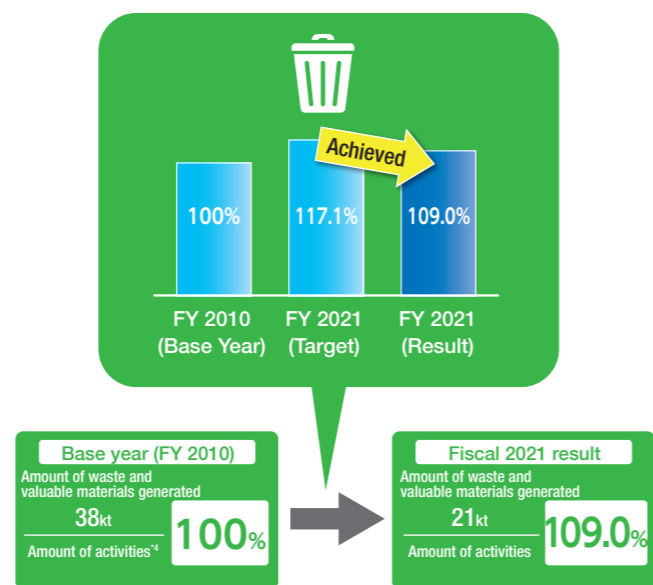 Achieved
100%
117.1%
109.0%
FY 2010
(Base Year)
FY 2021
(Target)
FY 2021
(Result)
Base year (FY 2010)
Amount of waste and
valuable materials generated
38kt
Amount of activities*4
100%
Fiscal 2021 result
Amount of waste and
valuable materials generated
21kt
Amount of activities
109.0%